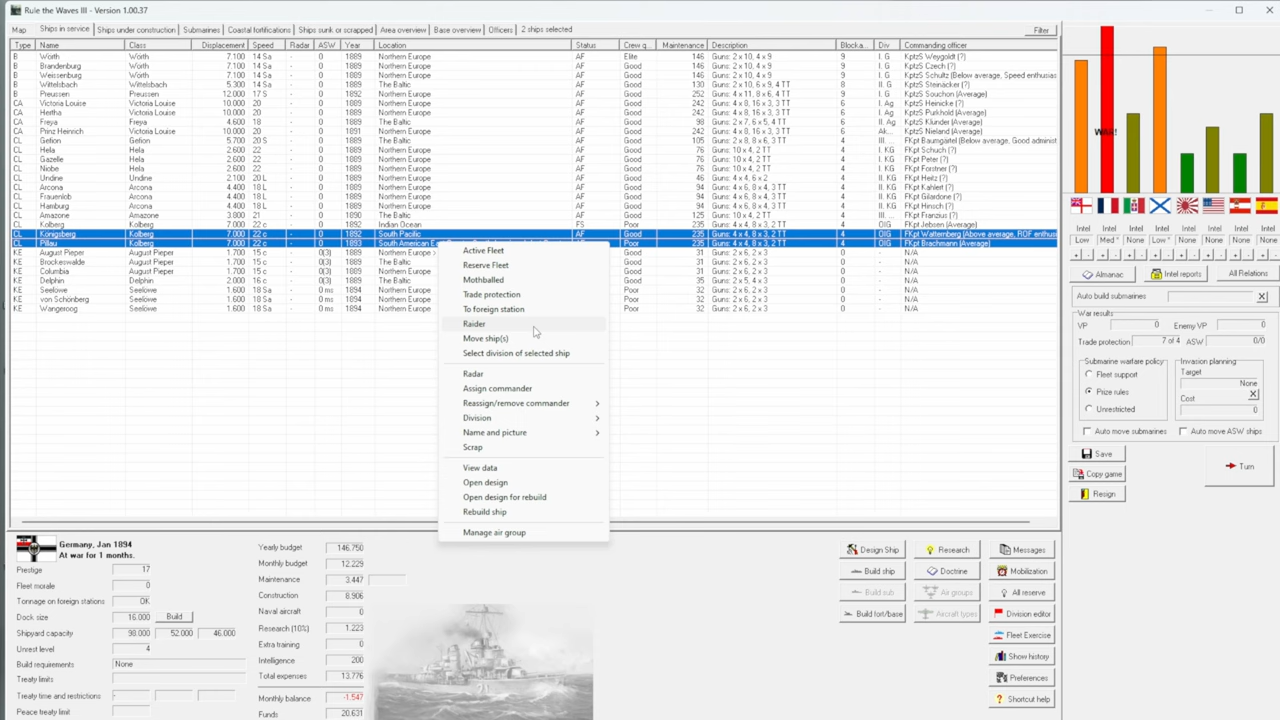 Rule the Waves III - Version 1.00.37
Map Ships in service Ships under construction Submarines Coastal fortifications Ships sunk or scrapped Area overview Base overview Officers 2 ships selected Filter
Type Name Class Displacement Speed Radar ASW Year Location Status Crew q... Maintenance Description Blocka... Div Commanding officer
B Wörth Wörth 7.100 14 Sa - 0 1889 Northern Europe AF Elite 146 Guns: 2 x 10, 4 x 9 9 I. G KptzS Weygoldt (?)
B Brandenburg Wörth 7.100 14 Sa - 0 1889 Northern Europe AF Good 146 Guns: 2 x 10, 4 x 9 9 I. G KptzS Czech (?)
B Weissenburg Wörth 7.100 14 Sa - 0 1889 Northern Europe AF Good 146 Guns: 2 x 10, 4 x 9 9 I. G KptzS Schultz (Below average, Speed enthusias
B Wittelsbach Wittelsbach 5.300 14 Sa - 0 1889 The Baltic AF Good 130 Guns: 2 x 10, 6 x 9, 4 TT 8 II. G KptzS Steinmetz (?)
B Preussen Preussen 12.000 17 S - 0 1892 Northern Europe AF Good 252 Guns: 4 x 11, 8 x 6, 4 TT 9 I. G KptzS Souchon (Average)
CA Victoria Louise Victoria Louise 10.000 20 - 0 1889 Northern Europe AF Good 242 Guns: 4 x 8, 16 x 3, 2 TT 6 I. Ag KptzS Heinicke (?)
CA Hertha Victoria Louise 10.000 20 - 0 1889 Northern Europe AF Good 242 Guns: 4 x 8, 16 x 3, 2 TT 6 I. Ag KptzS Purkhold (Average)
CA Freya Freya 4.600 18 - 0 1889 The Baltic AF Good 98 Guns: 2 x 7, 6 x 5, 4 TT 6 II. Ag KptzS Klunder (Average)
CA Prinz Heinrich Victoria Louise 10.000 20 - 0 1891 Northern Europe AF Good 242 Guns: 4 x 8, 16 x 3, 2 TT 6 Ak... KptzS Nieland (Average)
CL Gefion Gefion 5.700 20 S - 0 1889 The Baltic AF Good 105 Guns: 2 x 8, 8 x 6, 3 TT 4 III. ... FKpt Baumgärtel (Below average, Good administ
CL Hela Hela 2.600 22 - 0 1889 Northern Europe AF Good 76 Guns: 10 x 4, 2 TT 4 I. KG FKpt Schuch (?)
CL Gazelle Hela 2.600 22 - 0 1889 Northern Europe AF Good 76 Guns: 10 x 4, 2 TT 4 I. KG FKpt Peter (?)
CL Niobe Hela 2.600 22 - 0 1889 Northern Europe AF Good 76 Guns: 10 x 4, 2 TT 4 I. KG FKpt Forstner (?)
CL Undine Undine 2.100 20 L - 0 1889 Northern Europe AF Good 46 Guns: 4 x 6, 2 x 2 4 II. KG FKpt Heitz (?)
CL Arcona Arcona 4.400 18 L - 0 1889 Northern Europe AF Good 94 Guns: 4 x 6, 8 x 4, 3 TT 4 II. KG FKpt Kahlert (?)
CL Frauenlob Arcona 4.400 18 L - 0 1889 Northern Europe AF Good 94 Guns: 4 x 6, 8 x 4, 3 TT 4 II. KG FKpt Gilardone (?)
CL Hamburg Arcona 4.400 18 L - 0 1889 Northern Europe AF Good 94 Guns: 4 x 6, 8 x 4, 3 TT 4 II. KG FKpt Hirsch (?)
CL Amazone Amazone 3.800 21 - 0 1890 The Baltic AF Good 90 Guns: 4 x 6, 8 x 4, 2 TT 4 III. ... FKpt Franzius (?)
CL Kolberg Kolberg 7.000 22 c - 0 1892 Indian Ocean FS Poor 235 Guns: 4 x 4, 8 x 3, 2 TT 4 OIG FKpt Jebsen (Average)
CL Königsberg Kolberg 7.000 22 c - 0 1892 South Pacific AF Good 235 Guns: 4 x 4, 8 x 3, 2 TT 4 OIG FKpt Wattenberg (Above average, ROF enthus
CL Pillau Kolberg 7.000 22 c - 0 1893 South American Ea Poor 235 Guns: 4 x 4, 8 x 3, 2 TT 4 OIG FKpt Brachmann (Average)
KE August Pieper August Pieper 1.700 15 c - 0(3) 1889 Northern Europe Good 31 Guns: 2 x 6, 2 x 3 - N/A
KE Brockeswalde August Pieper 1.700 15 c - 0(3) 1889 The Baltic Good 31 Guns: 2 x 6, 2 x 3 - N/A
KE Columbia August Pieper 1.700 15 c - 0(3) 1889 Northern Europe Good 31 Guns: 2 x 6, 2 x 3 - N/A
KE Delphin Delphin 2.000 16 c - 0(3) 1889 The Baltic Good 35 Guns: 2 x 5, 4 x 3 - N/A
KE Seelöwe Seelöwe 1.600 18 Sa - 0 ms 1894 Northern Europe Poor 32 Guns: 2 x 6, 2 x 3 - N/A
KE von Schönberg Seelöwe 1.600 18 Sa - 0 ms 1894 Northern Europe Poor 32 Guns: 2 x 6, 2 x 3 - N/A
KE Wangeroog Seelöwe 1.600 18 Sa - 0 ms 1894 Northern Europe Poor 32 Guns: 2 x 6, 2 x 3 - N/A
Active Fleet
Reserve Fleet
Mothballed
Trade protection
To foreign station
Raider
Move ship(s)
Select division of selected ship
Radar
Assign commander
Reassign/remove commander
Division
Name and picture
Scrap
View data
Open design
Open design for rebuild
Rebuild ship
Manage air group
Intel Intel Intel Intel Intel Intel Intel Intel
Low Med * None Low * None None None None
+ - + - + - + - + - + - + - + -
Almanac Intel reports All Relations
Auto build submarines X
War results
VP 0 Enemy VP 0
Trade protection 7 of 4 ASW 0/0
Submarine warfare policy
Fleet support
Prize rules
Unrestricted
Invasion planning
Target
None
Cost X
0
Auto move submarines Auto move ASW ships
Save
Copy game
Resign
Turn
Germany, Jan 1894
At war for 1 months.
Prestige 17
Fleet morale 0
Tonnage on foreign stations OK
Dock size 16.000 Build
Shipyard capacity 98.000 52.000 46.000
Unrest level 4
Build requirements None
Treaty limits
Treaty time and restrictions -
Peace treaty limit
Yearly budget 146.750
Monthly budget 12.229
Maintenance 3.447
Construction 8.906
Naval aircraft 0
Research (10%) 1.223
Extra training 0
Intelligence 200
Total expenses 13.776
Monthly balance -1.547
Funds 20.631
Design Ship Research Messages
Build ship Doctrine Mobilization
Build sub Air groups All reserve
Build fort/base Aircraft types Division editor
Fleet Exercise
Show history
Preferences
Shortcut help